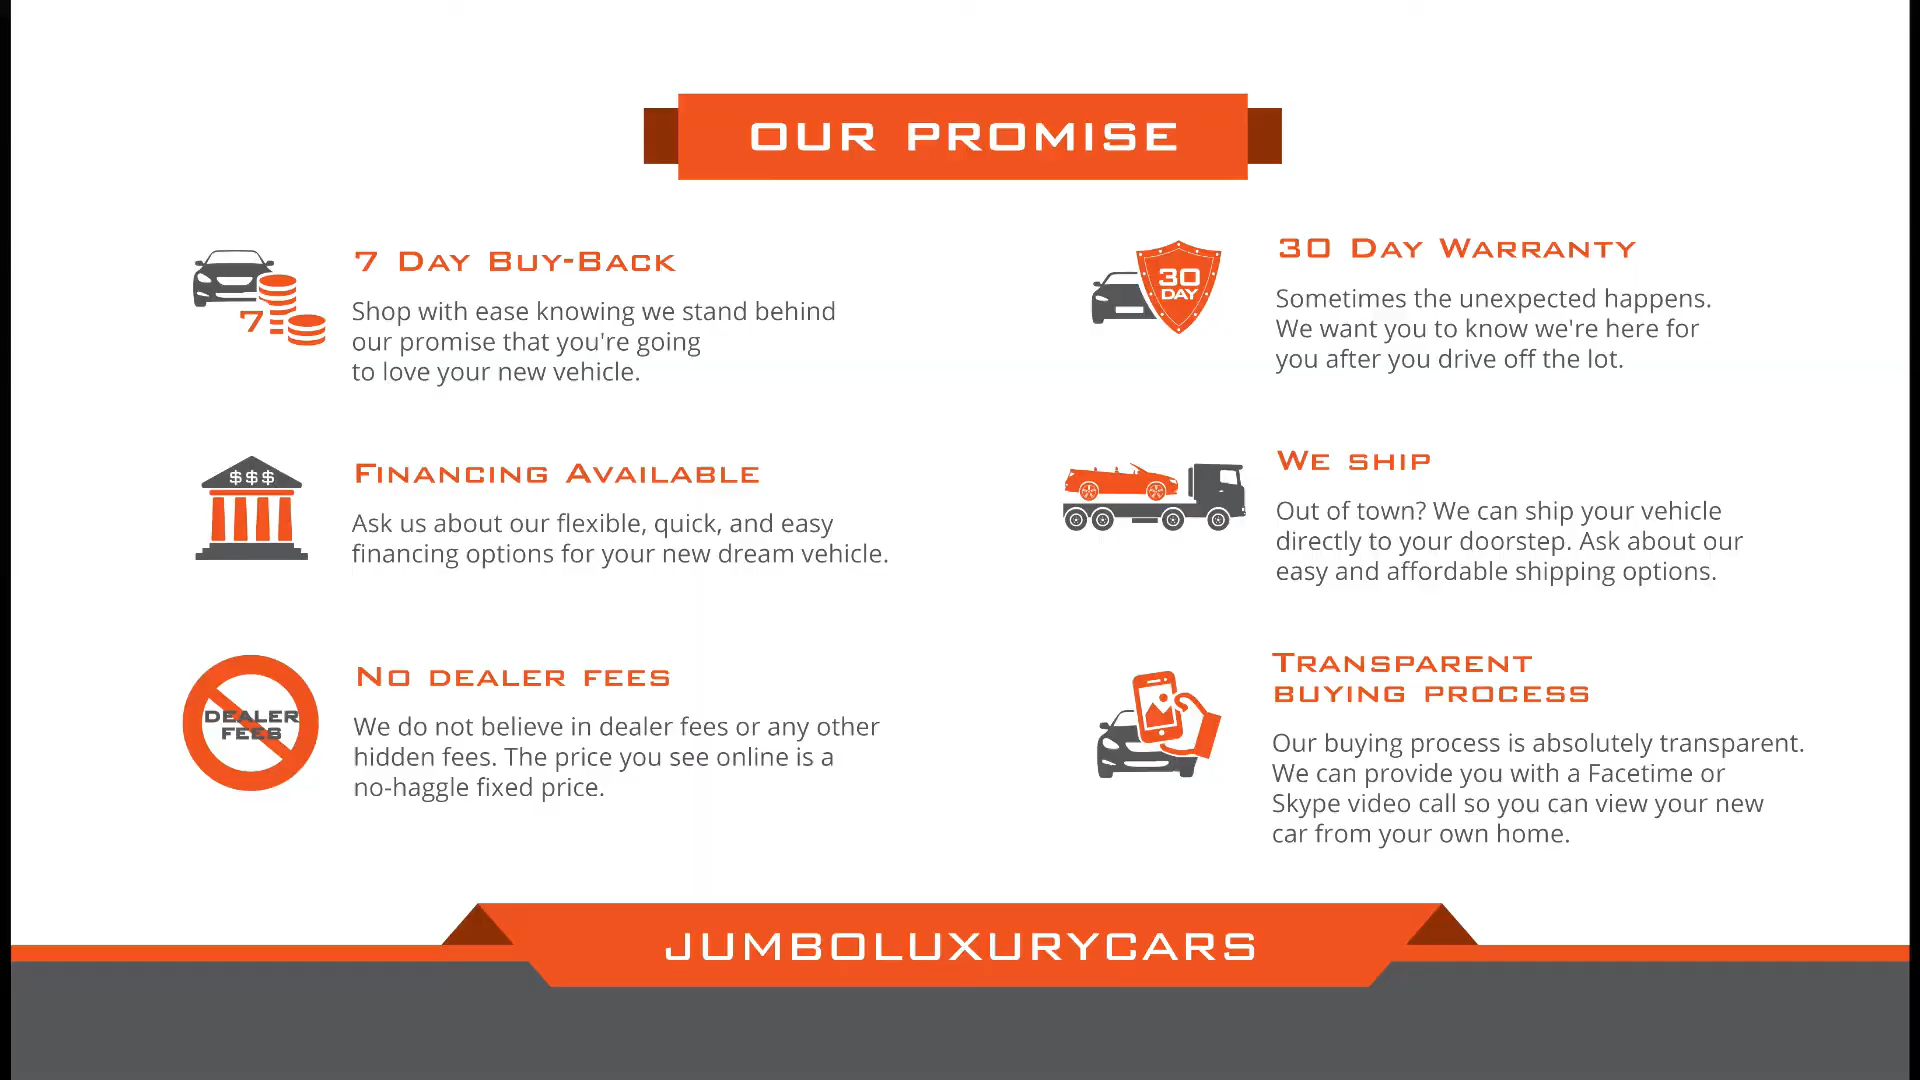 OUR PROMISE
7 DAY BUY-BACK
Shop with ease knowing we stand behind
our promise that you're going
to love your new vehicle.
7
$$$
FINANCING AVAILABLE
Ask us about our flexible, quick, and easy
financing options for your new dream vehicle.
DEALER
FEES
NO DEALER FEES
We do not believe in dealer fees or any other
hidden fees. The price you see online is a
no-haggle fixed price.
30
DAY
30 DAY WARRANTY
Sometimes the unexpected happens.
We want you to know we're here for
you after you drive off the lot.
WE SHIP
Out of town? We can ship your vehicle
directly to your doorstep. Ask about our
easy and affordable shipping options.
TRANSPARENT
BUYING PROCESS
Our buying process is absolutely transparent.
We can provide you with a Facetime or
Skype video call so you can view your new
car from your own home.
JUMBOLUXURYCARS